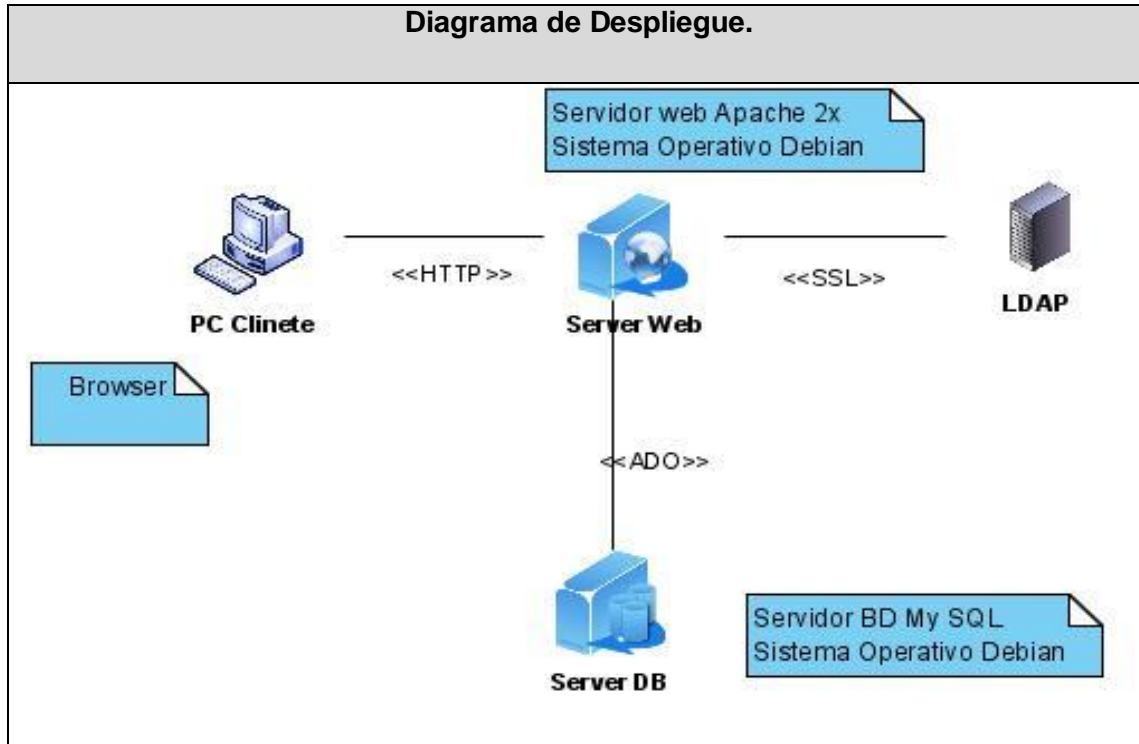 Diagrama de Despliegue.
Servidor web Apache 2x
Sistema Operativo Debian
<<HTTP>>
<<SSL>>
PC Clinete
Server Web
LDAP
Browser
<<ADO>>
Servidor BD My SQL
Sistema Operativo Debian
Server DB